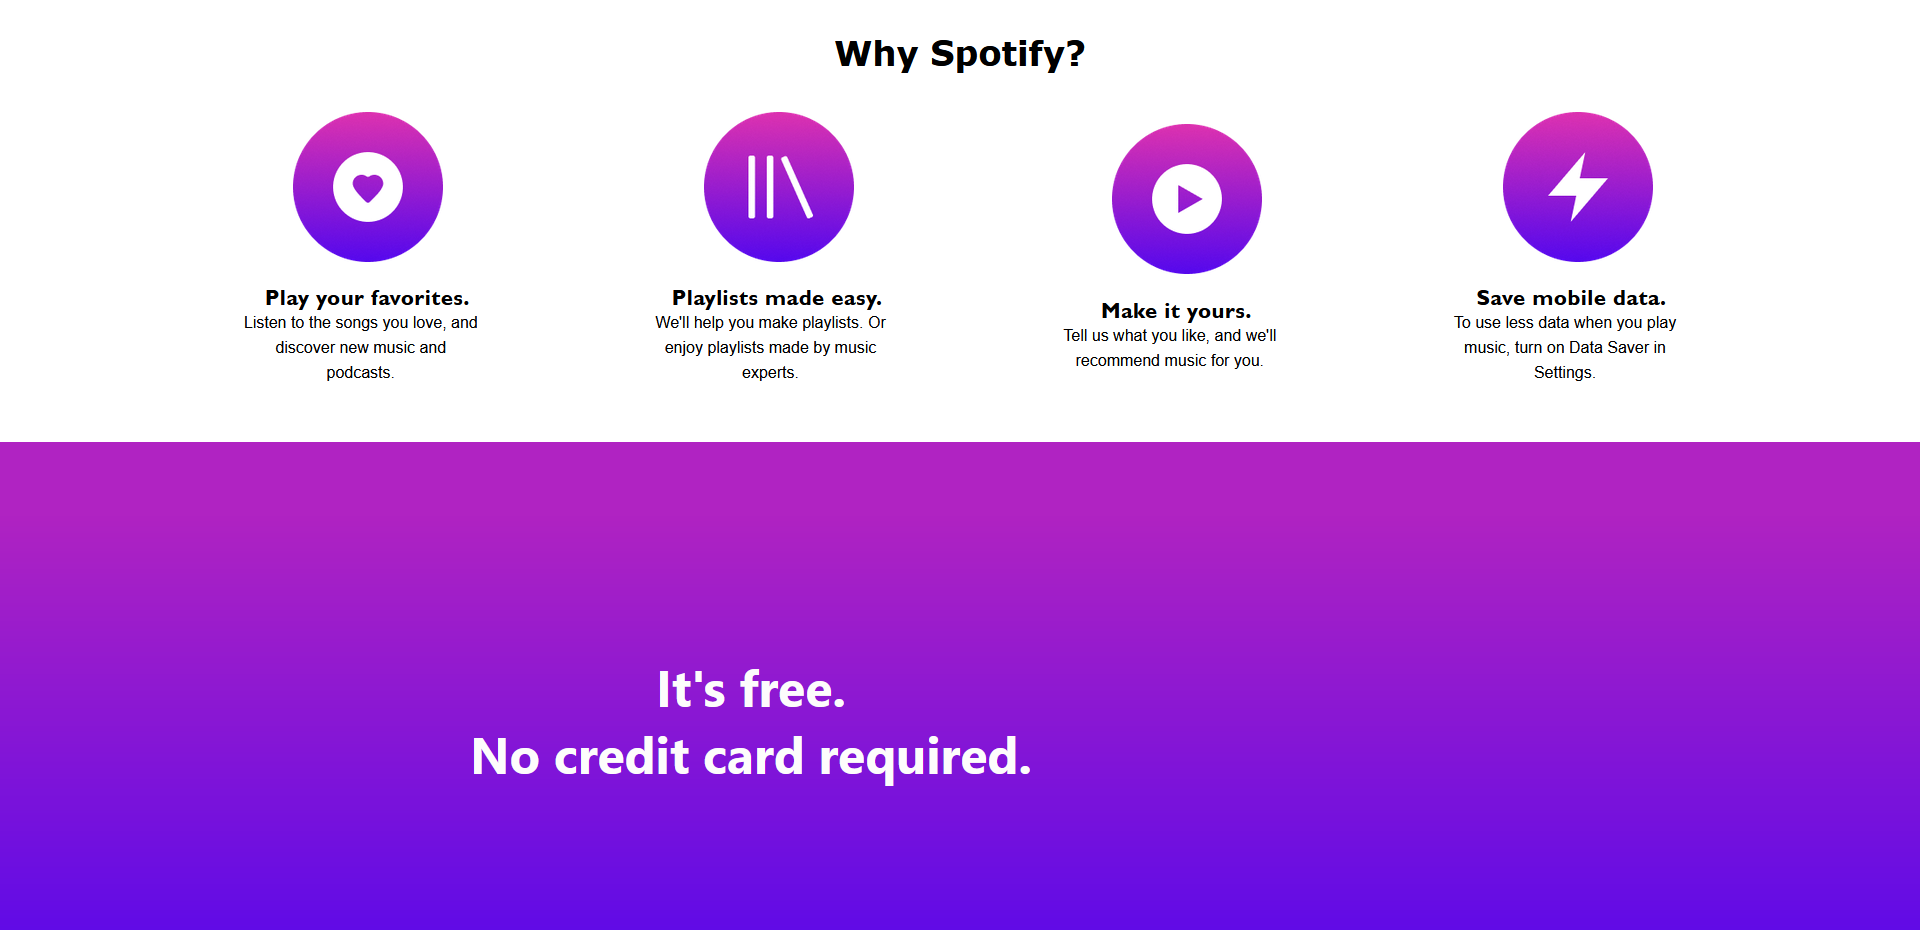 Why Spotify?
Play your favorites.
Listen to the songs you love, and
discover new music and
podcasts.
Playlists made easy.
We'll help you make playlists. Or
enjoy playlists made by music
experts.
Make it yours.
Tell us what you like, and we'll
recommend music for you.
Save mobile data.
To use less data when you play
music, turn on Data Saver in
Settings.
It's free.
No credit card required.